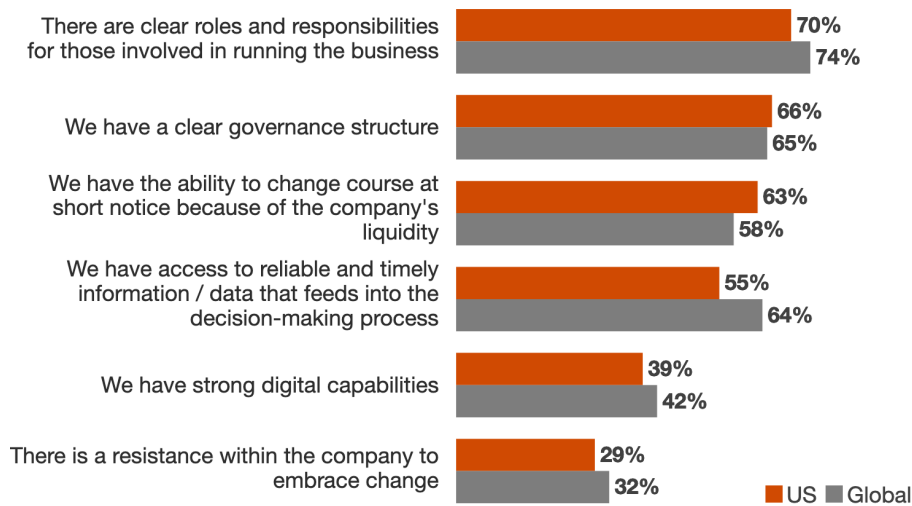 There are clear roles and responsibilities
for those involved in running the business
70%
74%
We have a clear governance structure
66%
65%
We have the ability to change course at
short notice because of the company's
liquidity
63%
58%
We have access to reliable and timely
information / data that feeds into the
decision-making process
55%
64%
We have strong digital capabilities
39%
42%
There is a resistance within the company to
embrace change
29%
32%
US Global